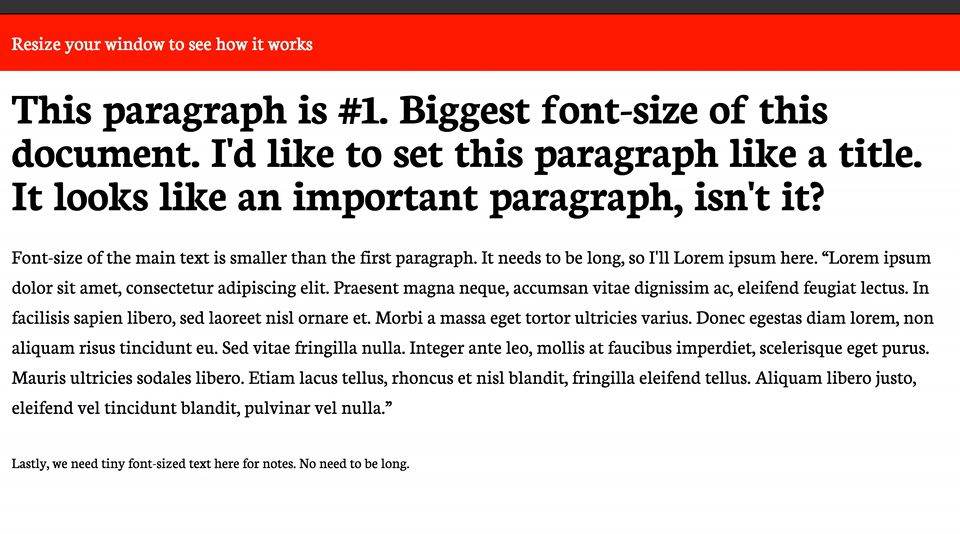 Resize your window to see how it works
This paragraph is #1. Biggest font-size of this
document. I'd like to set this paragraph like a title.
It looks like an important paragraph, isn't it?
Font-size of the main text is smaller than the first paragraph. It needs to be long, so I'll Lorem ipsum here. “Lorem ipsum
dolor sit amet, consectetur adipiscing elit. Praesent magna neque, accumsan vitae dignissim ac, eleifend feugiat lectus. In
facilisis sapien libero, sed laoreet nisl ornare et. Morbi a massa eget tortor ultricies varius. Donec egestas diam lorem, non
aliquam risus tincidunt eu. Sed vitae fringilla nulla. Integer ante leo, mollis at faucibus imperdiet, scelerisque eget purus.
Mauris ultricies sodales libero. Etiam lacus tellus, rhoncus et nisl blandit, fringilla eleifend tellus. Aliquam libero justo,
eleifend vel tincidunt blandit, pulvinar vel nulla.”
Lastly, we need tiny font-sized text here for notes. No need to be long.